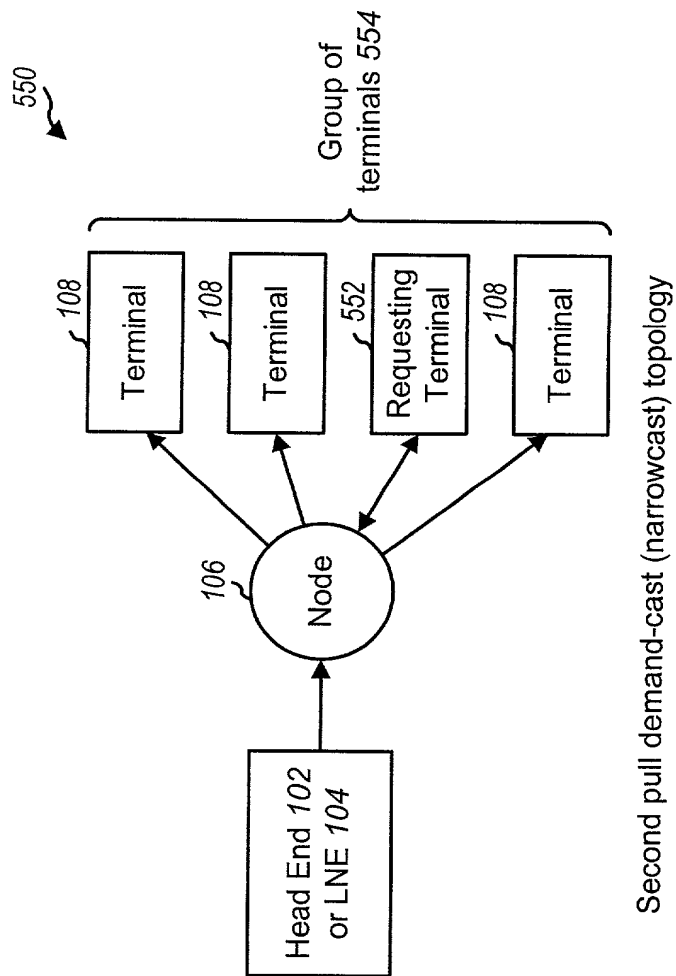 550
108
Terminal
108
Terminal
552
Requesting
Terminal
108
Terminal
Group of
terminals 554
106
Node
Head End 102
or LNE 104
Second pull demand-cast (narrowcast) topology